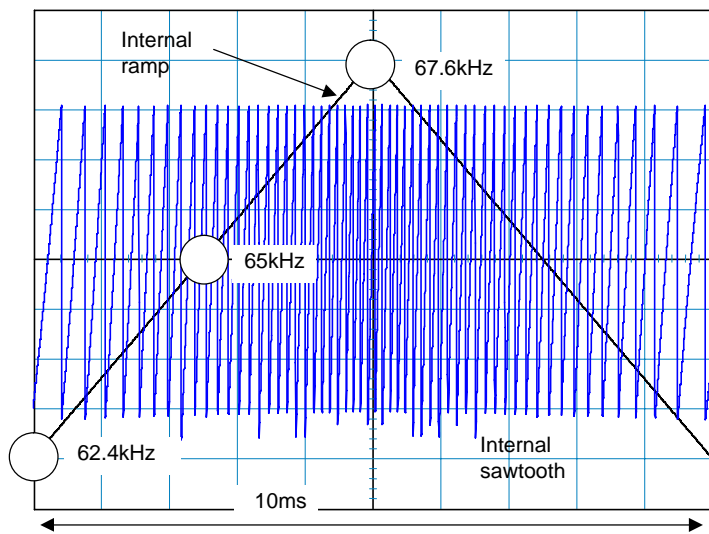 Internal
ramp
67.6kHz
65kHz
62.4kHz
Internal
sawtooth
10ms